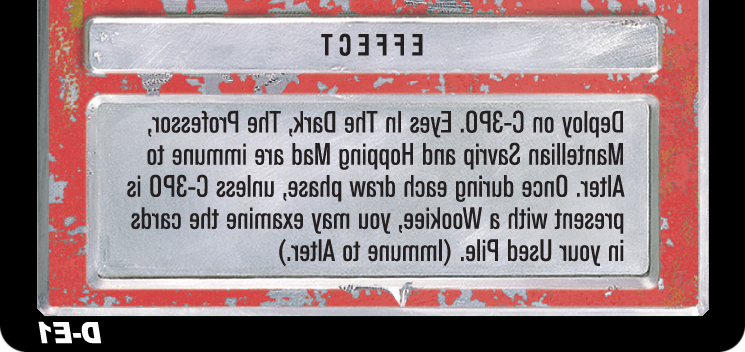 EFFECT
Deploy on C-3PO. Eyes In The Dark, The Professor,
Mantellian Savrip and Hopping Mad are immune to
Alter. Once during each draw phase, unless C-3PO is
present with a Wookiee, you may examine the cards
in your Used Pile. (Immune to Alter.)
D-E1